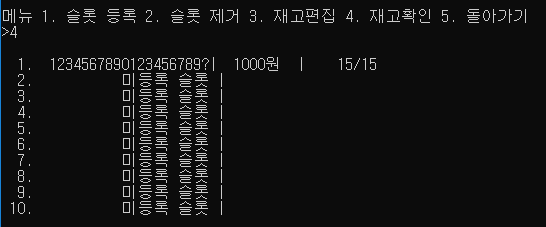 메뉴 1. 슬롯 등록 2. 슬롯 제거 3. 재고편집 4. 재고확인 5. 돌아가기
>4
1. 1234567890123456789?| 1000원 | 15/15
2. 미등록 슬롯 |
3. 미등록 슬롯 |
4. 미등록 슬롯 |
5. 미등록 슬롯 |
6. 미등록 슬롯 |
7. 미등록 슬롯 |
8. 미등록 슬롯 |
9. 미등록 슬롯 |
10. 미등록 슬롯 |